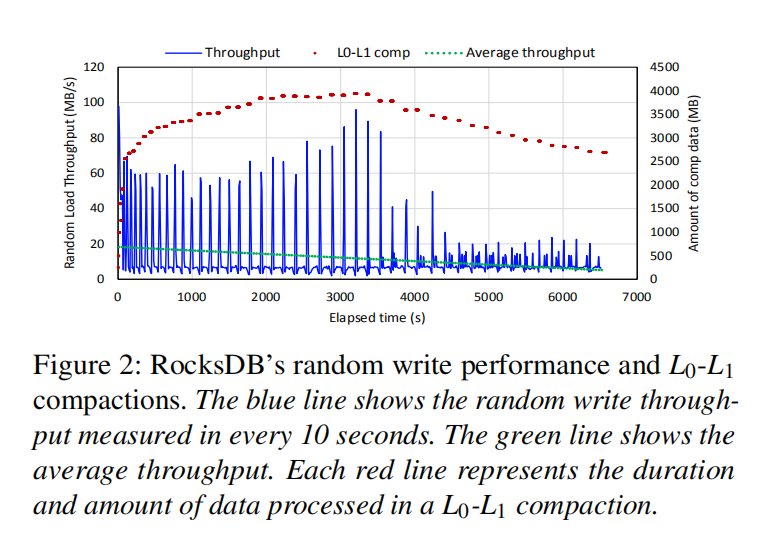 Throughput L0-L1 comp Average throughput
120 4500
100 4000
80 3500
60 3000
40 2500
20 2000
0 1500
1000
500
0
Random Load Throughput (MB/s)
Amount of comp data (MB)
0 1000 2000 3000 4000 5000 6000 7000
Elapsed time (s)
Figure 2: RocksDB's random write performance and L0-L1
compactions. The blue line shows the random write through-
put measured in every 10 seconds. The green line shows the
average throughput. Each red line represents the duration
and amount of data processed in a L0-L1 compaction.